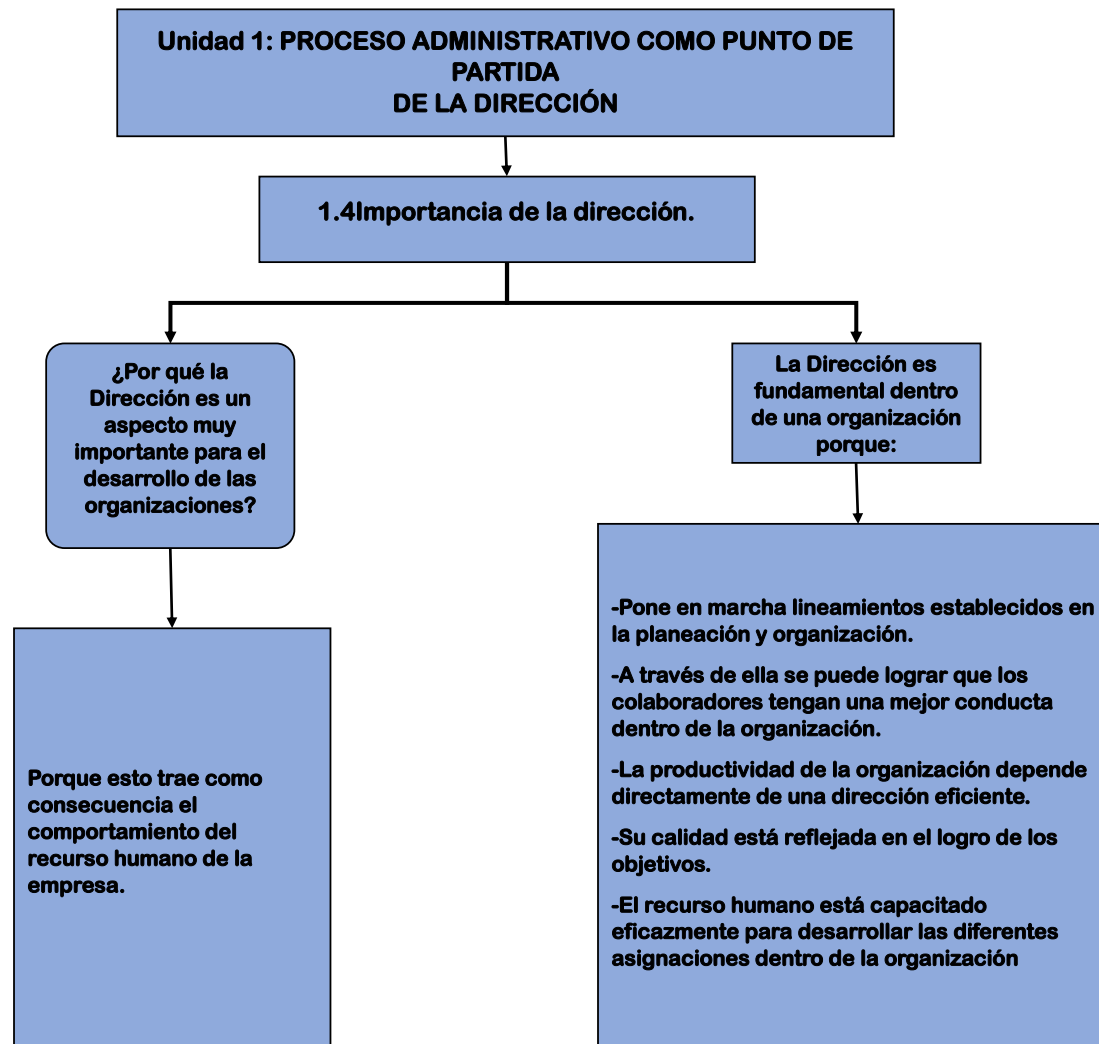 Unidad 1: PROCESO ADMINISTRATIVO COMO PUNTO DE
PARTIDA
DE LA DIRECCIÓN
1.4Importancia de la dirección.
¿Por qué la
Dirección es un
aspecto muy
importante para el
desarrollo de las
organizaciones?
La Dirección es
fundamental dentro
de una organización
porque:
Porque esto trae como
consecuencia el
comportamiento del
recurso humano de la
empresa.
-Pone en marcha lineamientos establecidos en
la planeación y organización.
-A través de ella se puede lograr que los
colaboradores tengan una mejor conducta
dentro de la organización.
-La productividad de la organización depende
directamente de una dirección eficiente.
-Su calidad está reflejada en el logro de los
objetivos.
-El recurso humano está capacitado
eficazmente para desarrollar las diferentes
asignaciones dentro de la organización